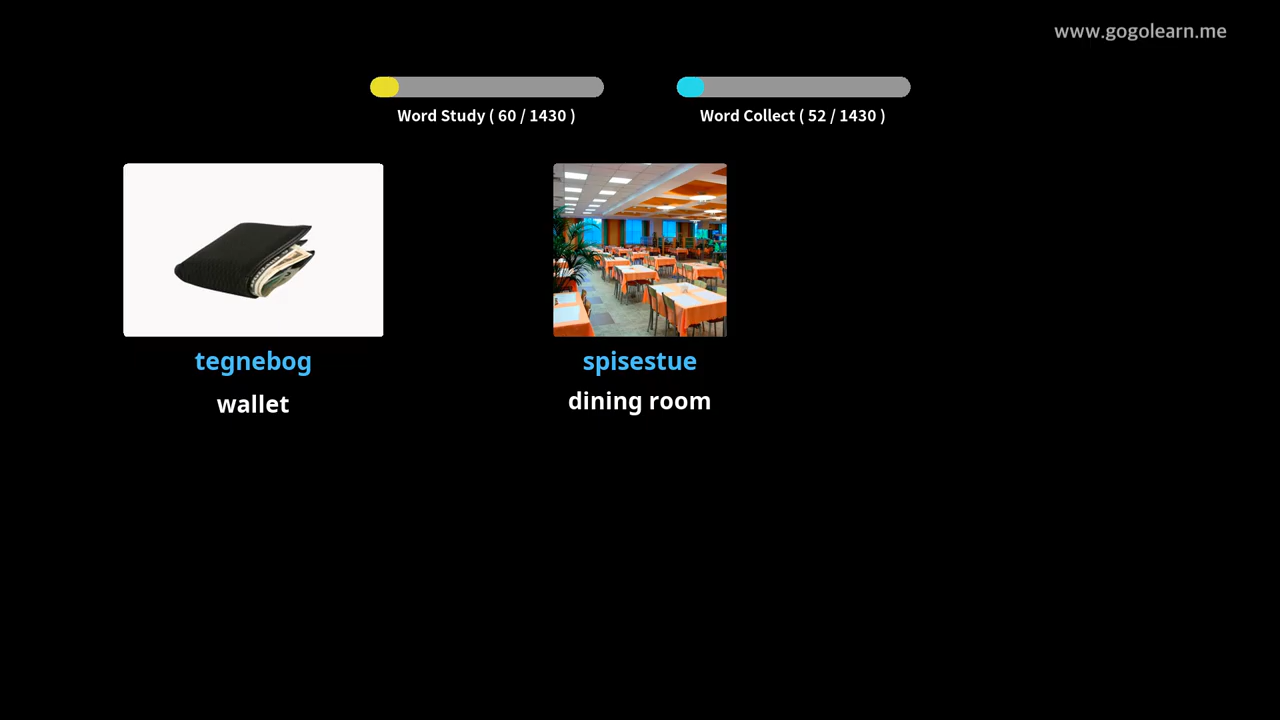 www.gogolearn.me
Word Study ( 60 / 1430 )
Word Collect ( 52 / 1430 )
tegnebog
wallet
spisestue
dining room